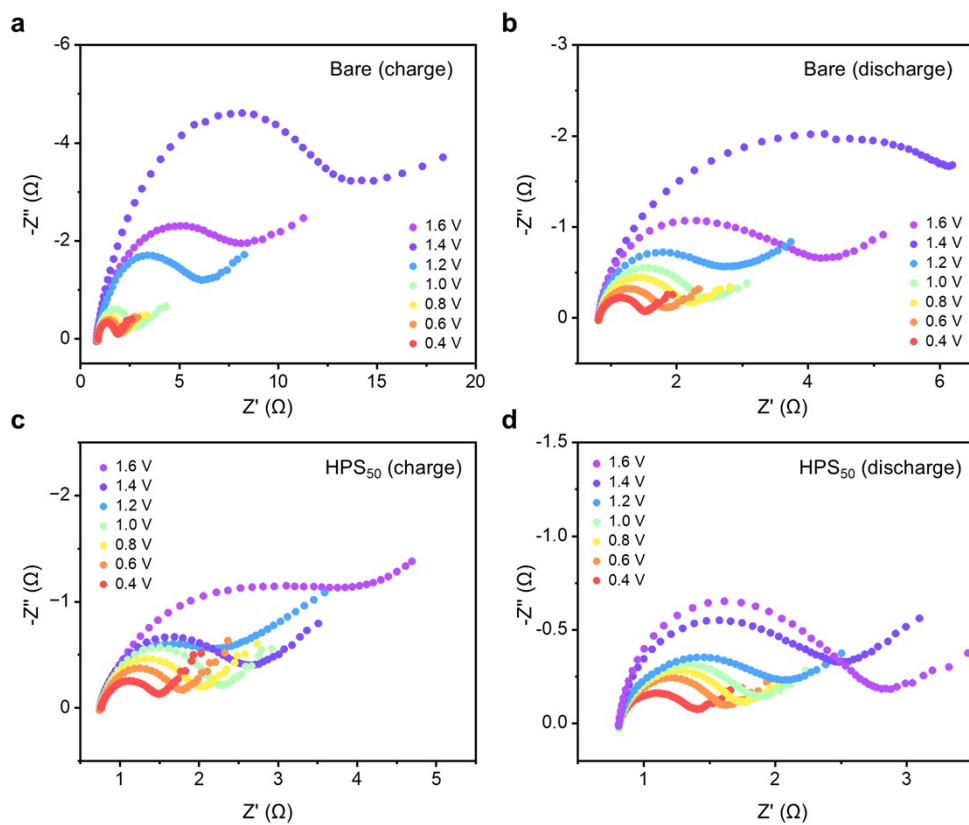 a
-6
-4
-2
0
-Z" (Ω)
Bare (charge)
1.6 V
1.4 V
1.2 V
1.0 V
0.8 V
0.6 V
0.4 V
0
5
10
15
20
Z' (Ω)
b
-3
-2
-1
0
-Z" (Ω)
Bare (discharge)
1.6 V
1.4 V
1.2 V
1.0 V
0.8 V
0.6 V
0.4 V
2
4
6
Z' (Ω)
c
−2
−1
0
-Z" (Ω)
HPS₅₀ (charge)
1.6 V
1.4 V
1.2 V
1.0 V
0.8 V
0.6 V
0.4 V
1
2
3
4
5
Z' (Ω)
d
-1.5
-1.0
-0.5
0.0
-Z" (Ω)
HPS₅₀ (discharge)
1.6 V
1.4 V
1.2 V
1.0 V
0.8 V
0.6 V
0.4 V
1
2
3
Z' (Ω)